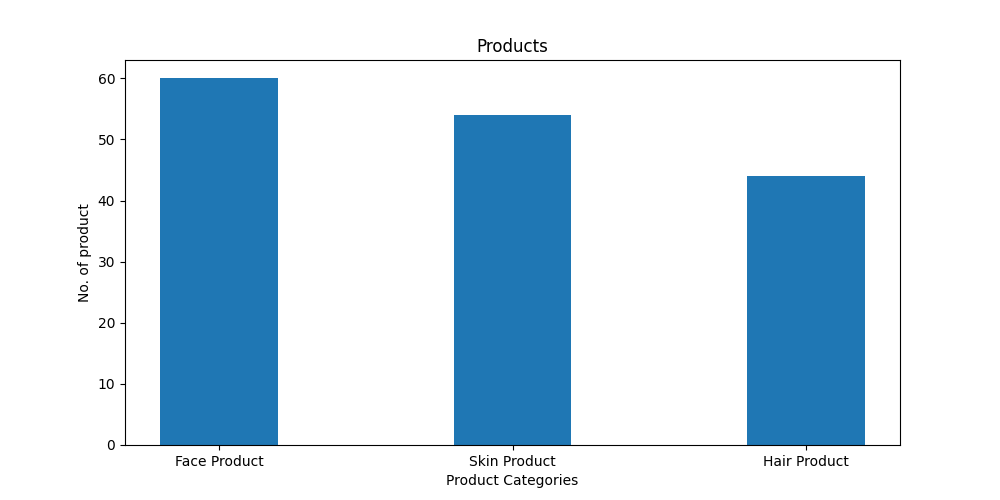 Products
60
50
40
30
20
10
0
No. of product
Face Product
Skin Product
Hair Product
Product Categories